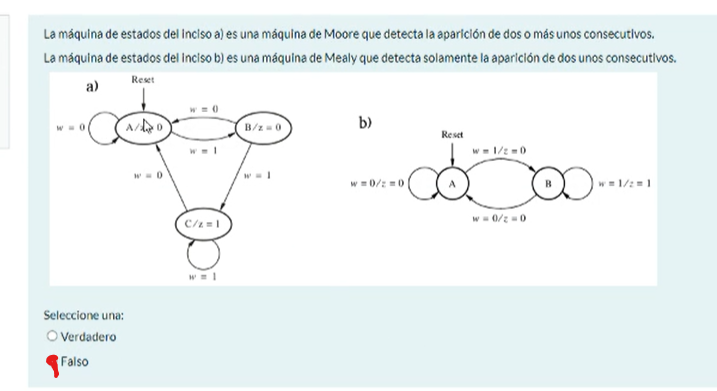 La máquina de estados del inciso a) es una máquina de Moore que detecta la aparición de dos o más unos consecutivos.
La máquina de estados del inciso b) es una máquina de Mealy que detecta solamente la aparición de dos unos consecutivos.
a)
Reset
w = 0
w = 0
A/z= 0
B/z = 0
w = 1
w = 0
w = 1
C/z = 1
w = 1
b)
Reset
w = 1/z = 0
w = 0/z = 0
A
B
w = 1/z = 1
w = 0/z = 0
Seleccione una:
Verdadero
Falso